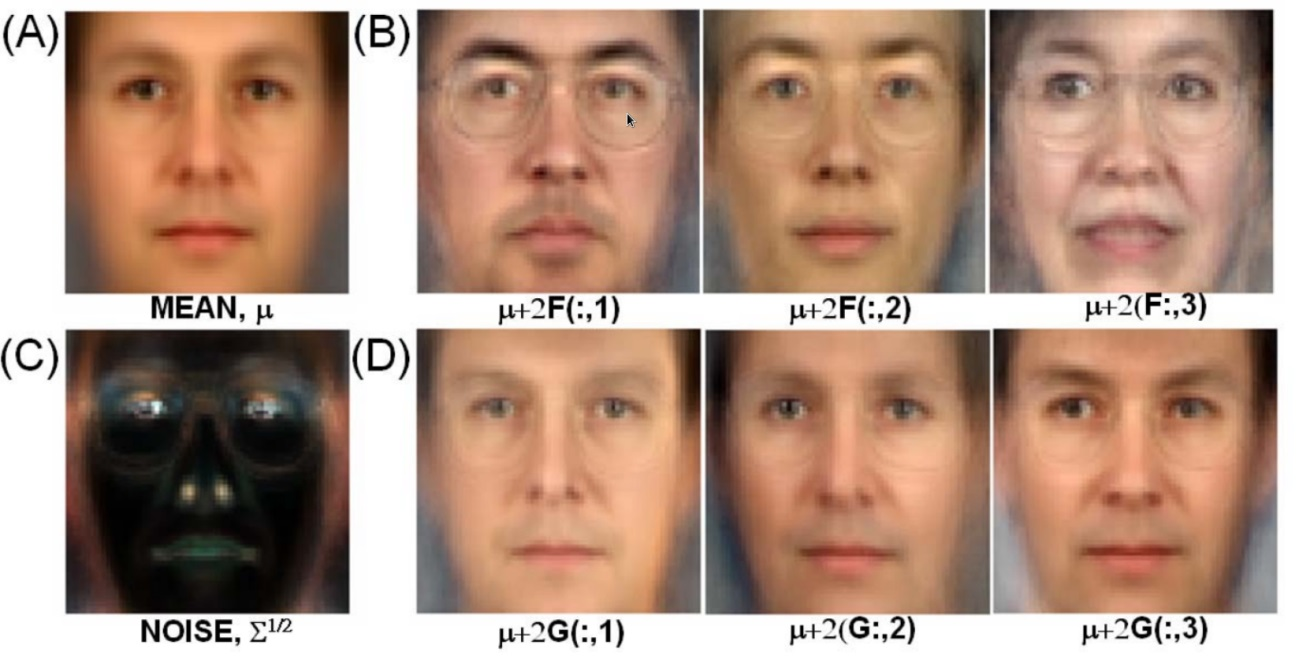 (A)
(B)
MEAN, μ
μ+2F(:,1)
μ+2F(:,2)
μ+2(F:,3)
(C)
(D)
NOISE, Σ1/2
μ+2G(:,1)
μ+2(G:,2)
μ+2G(:,3)